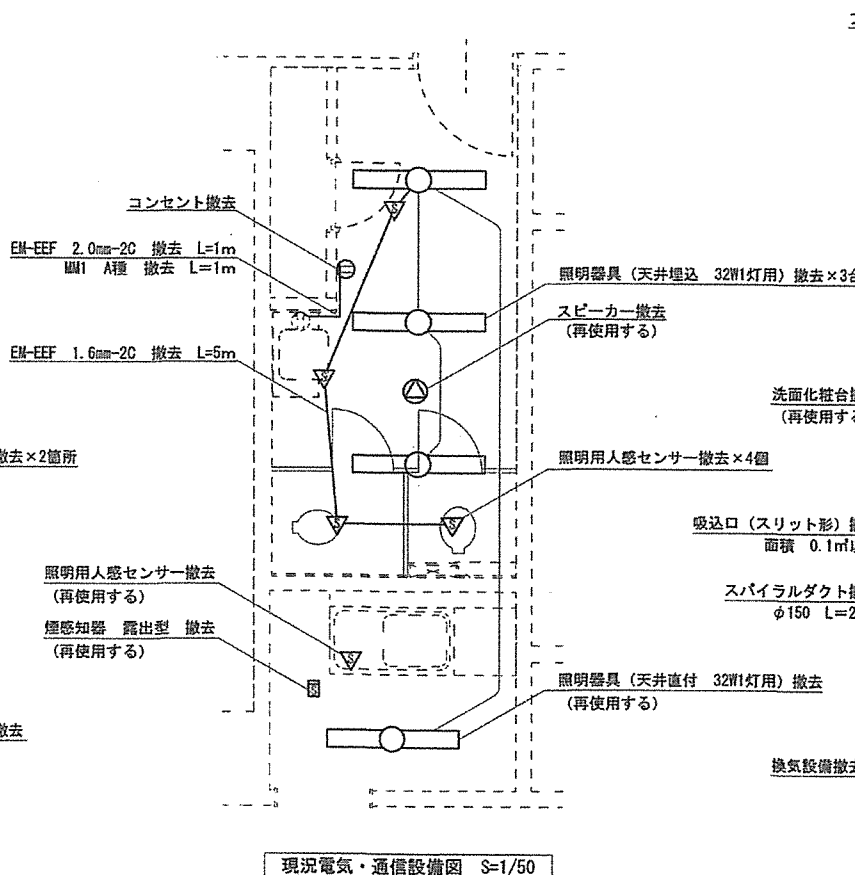 コンセント撤去
EM-EEF 2.0mm-2C 撤去 L=1m
MM1 A種 撤去 L=1m
EM-EEF 1.6mm-2C 撤去 L=5m
撤去×2箇所
照明用人感センサー撤去
(再使用する)
煙感知器 露出型 撤去
(再使用する)
撤去
照明器具(天井埋込 32W1灯用)撤去×3台
スピーカー撤去
(再使用する)
洗面化粧台
(再使用する
照明用人感センサー撤去×4個
吸込口(スリット形)
面積 0.1㎡
スパイラルダクト
φ150 L=2
照明器具(天井直付 32W1灯用)撤去
(再使用する)
換気設備撤去
S
S
S
S
S
S
現況電気・通信設備図 S=1/50